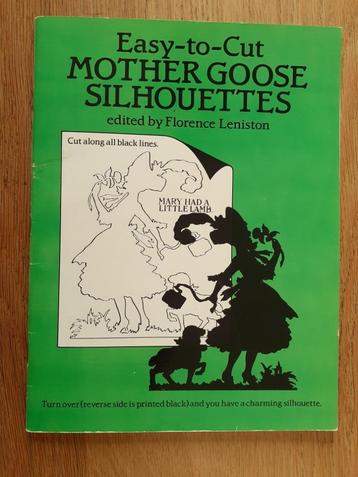 Easy-to-Cut
MOTHER GOOSE
SILHOUETTES
edited by Florence Leniston
Cut along all black lines.
MARY HAD A
LITTLE LAMB
Turn over (reverse side is printed black) and you have a charming silhouette.